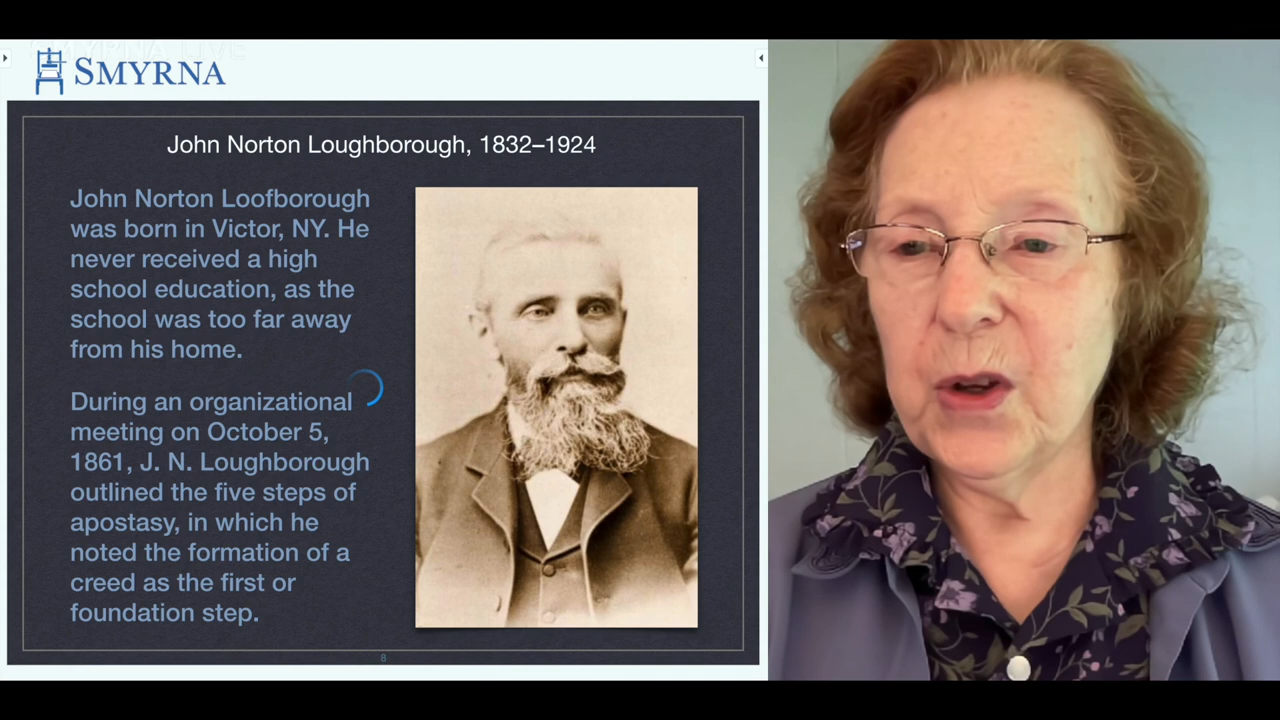 SMYRNA LIVE
SMYRNA
John Norton Loughborough, 1832–1924
John Norton Loofborough
was born in Victor, NY. He
never received a high
school education, as the
school was too far away
from his home.
During an organizational
meeting on October 5,
1861, J. N. Loughborough
outlined the five steps of
apostasy, in which he
noted the formation of a
creed as the first or
foundation step.
8